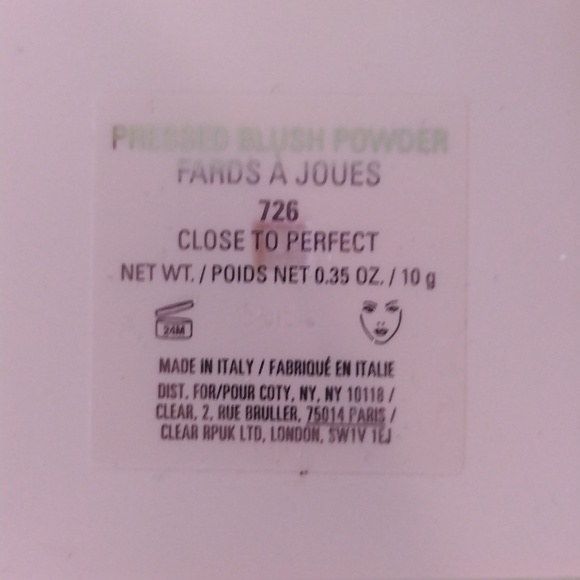 PRESSED BLUSH POWDER
FARDS À JOUES
726
CLOSE TO PERFECT
NET WT. / POIDS NET 0.35 OZ. / 10 g
24M
MADE IN ITALY / FABRIQUÉ EN ITALIE
DIST. FOR/POUR COTY, NY, NY 10118 /
CLEAR, 2, RUE BRULLER, 75014 PARIS /
CLEAR RPUK LTD, LONDON, SW1V 1EJ